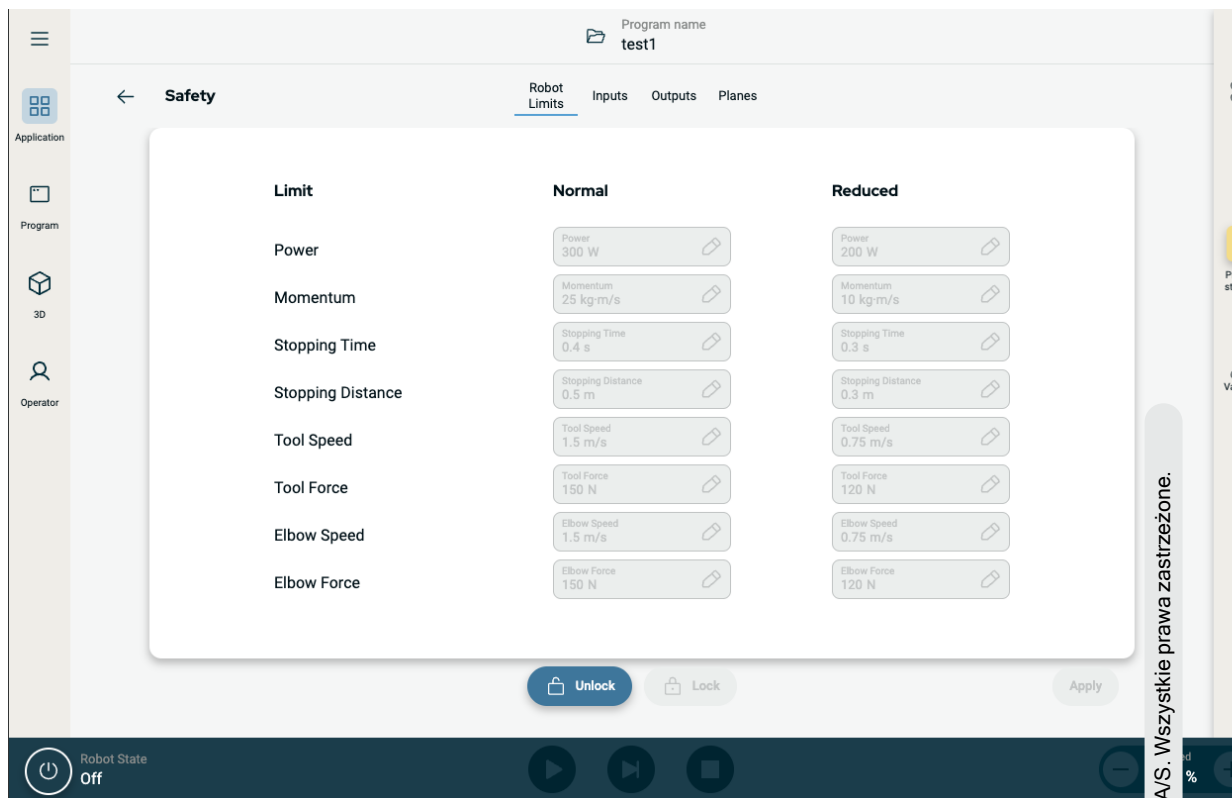 Program name
test1
Safety
Robot
Limits
Inputs
Outputs
Planes
Application
Program
3D
Operator
Limit
Normal
Reduced
Power
Power
300 W
Power
200 W
Momentum
Momentum
25 kg·m/s
Momentum
10 kg·m/s
Stopping Time
Stopping Time
0.4 s
Stopping Time
0.3 s
Stopping Distance
Stopping Distance
0.5 m
Stopping Distance
0.3 m
Tool Speed
Tool Speed
1.5 m/s
Tool Speed
0.75 m/s
Tool Force
Tool Force
150 N
Tool Force
120 N
Elbow Speed
Elbow Speed
1.5 m/s
Elbow Speed
0.75 m/s
Elbow Force
Elbow Force
150 N
Elbow Force
120 N
Unlock
Lock
Apply
Robot State
Off
%
A/S. Wszystkie prawa zastrzeżone.